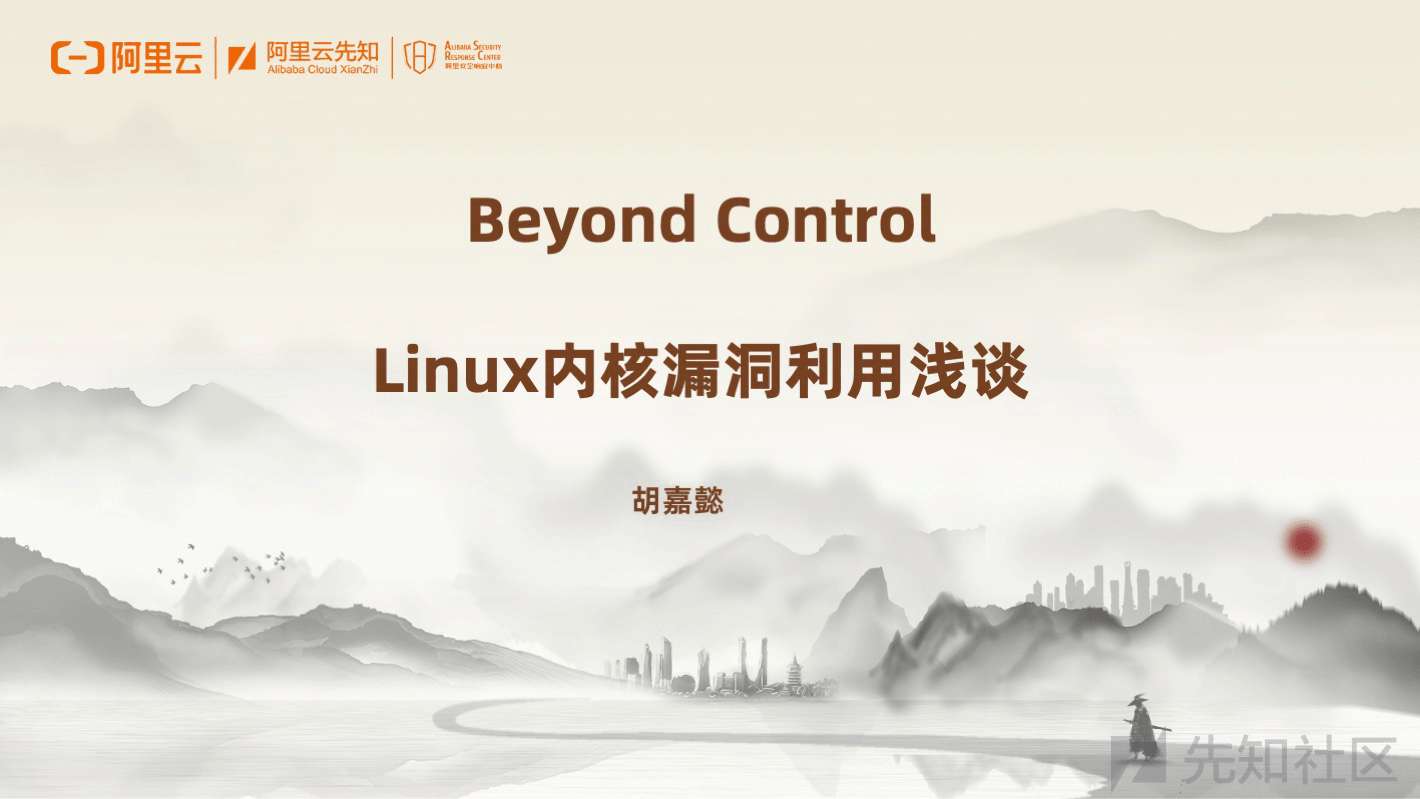 阿里云
阿里云先知
Alibaba Cloud XianZhi
ALIBABA SECURITY
RESPONSE CENTER
阿里安全响应中心
Beyond Control
Linux内核漏洞利用浅谈
胡嘉懿
先知社区